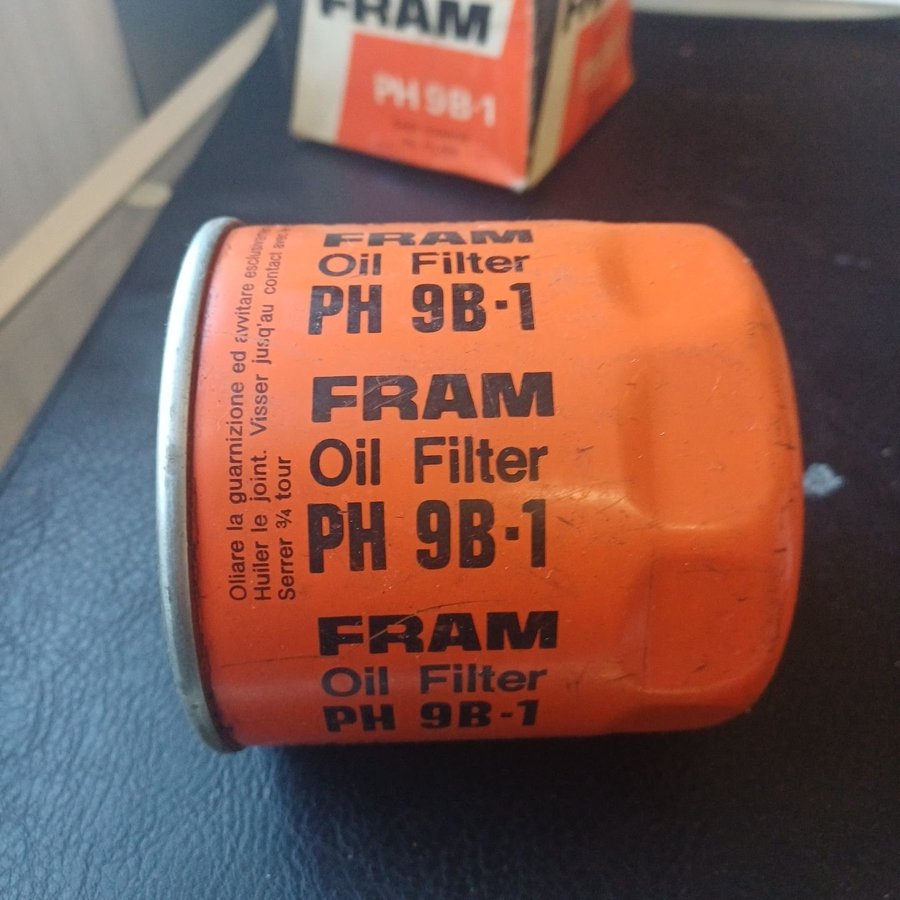 FRAM
PH 9B-1
FRAM
Oil Filter
PH 9B-1
FRAM
Oil Filter
PH 9B-1
FRAM
Oil Filter
PH 9B-1
Oliare la guarnizione ed avvitare
Huiler le joint. Visser jusqu'au contact avec
Serrer ¾ tour